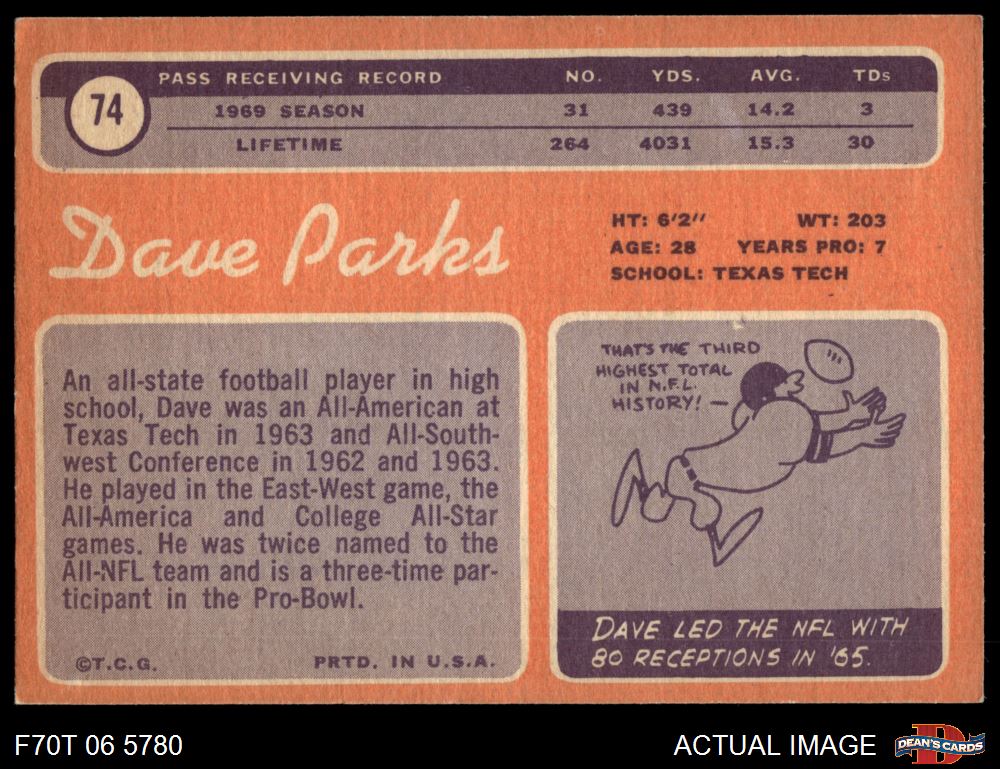 74
PASS RECEIVING RECORD NO. YDS. AVG. TDs
1969 SEASON 31 439 14.2 3
LIFETIME 264 4031 15.3 30
Dave Parks
HT: 6'2" WT: 203
AGE: 28 YEARS PRO: 7
SCHOOL: TEXAS TECH
An all-state football player in high
school, Dave was an All-American at
Texas Tech in 1963 and All-South-
west Conference in 1962 and 1963.
He played in the East-West game, the
All-America and College All-Star
games. He was twice named to the
All-NFL team and is a three-time par-
ticipant in the Pro-Bowl.
©T.C.G. PRTD. IN U.S.A.
THAT'S THE THIRD
HIGHEST TOTAL
IN N.F.L.
HISTORY! —
DAVE LED THE NFL WITH
80 RECEPTIONS IN '65.
F70T 06 5780
ACTUAL IMAGE
D
DEAN'S CARDS